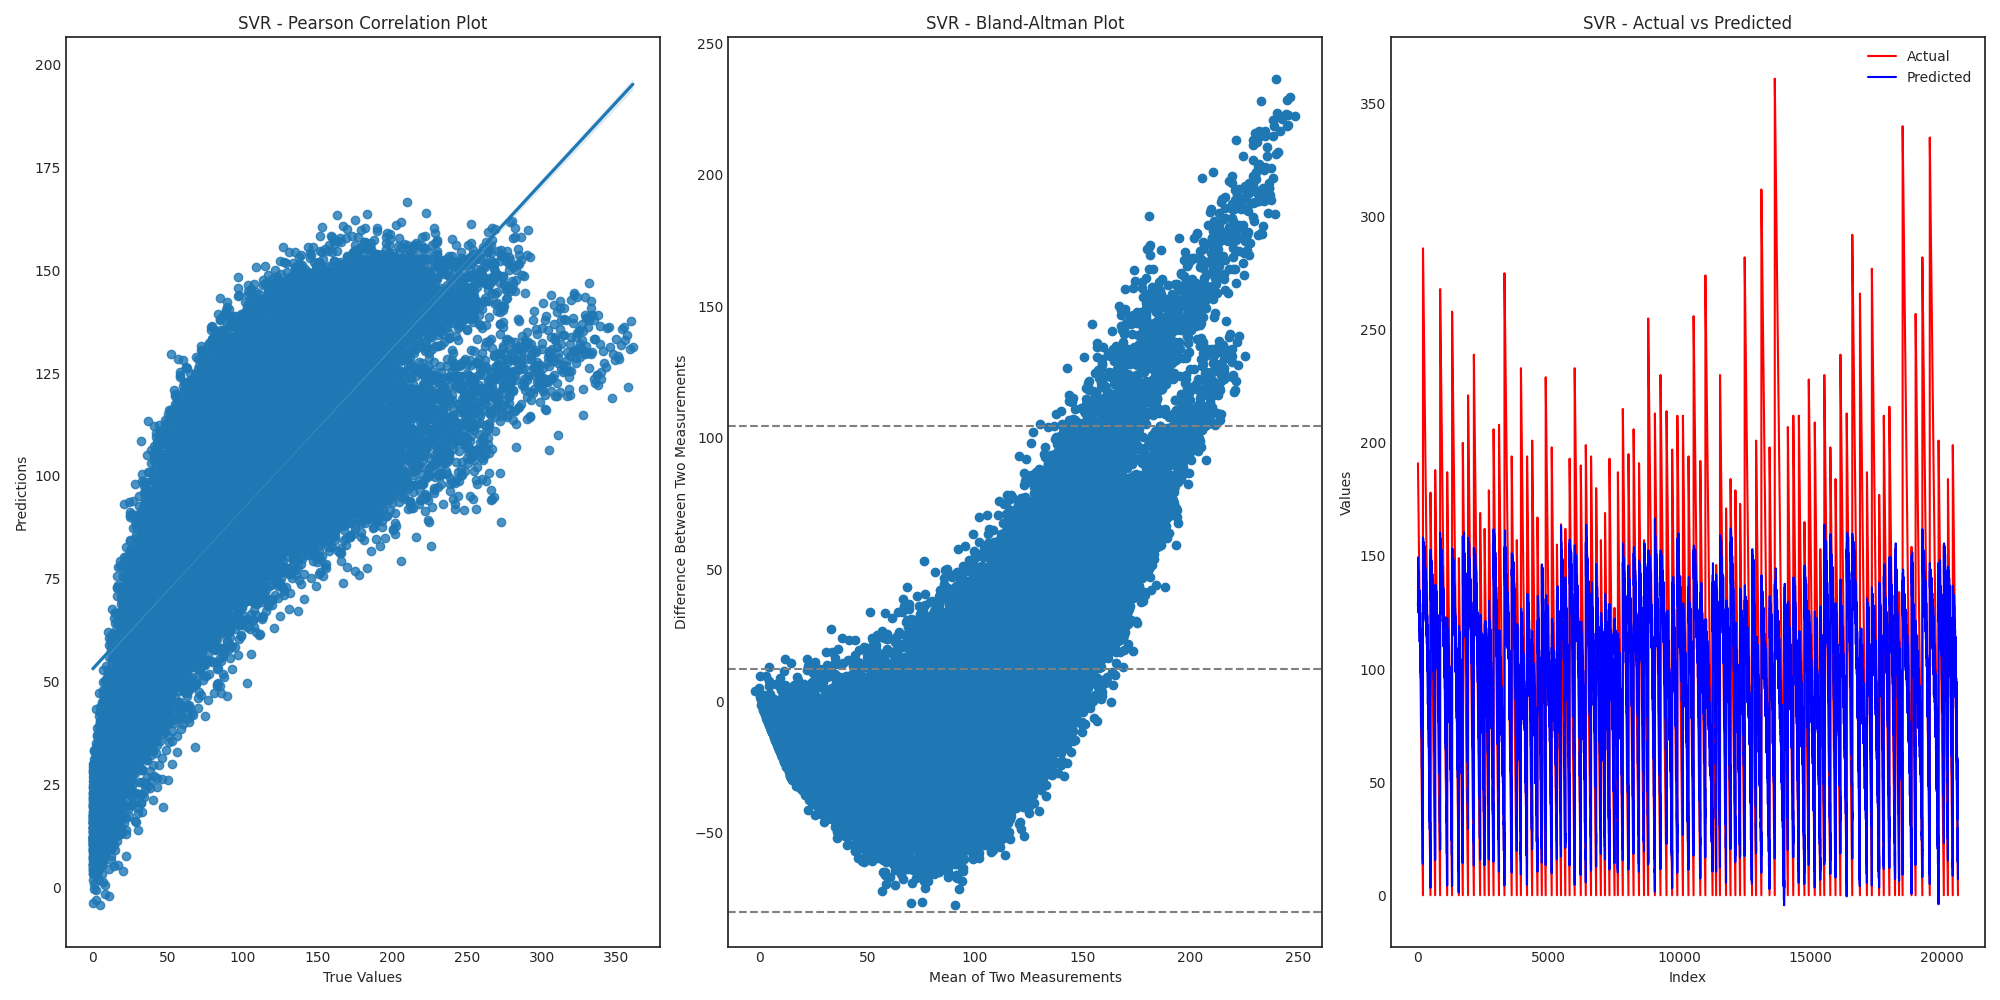 SVR - Pearson Correlation Plot
200
175
150
125
100
75
50
25
0
Predictions
0 50 100 150 200 250 300 350
True Values
SVR - Bland-Altman Plot
250
200
150
100
50
0
−50
Difference Between Two Measurements
0 50 100 150 200 250
Mean of Two Measurements
SVR - Actual vs Predicted
Actual
Predicted
350
300
250
200
150
100
50
0
Values
0 5000 10000 15000 20000
Index